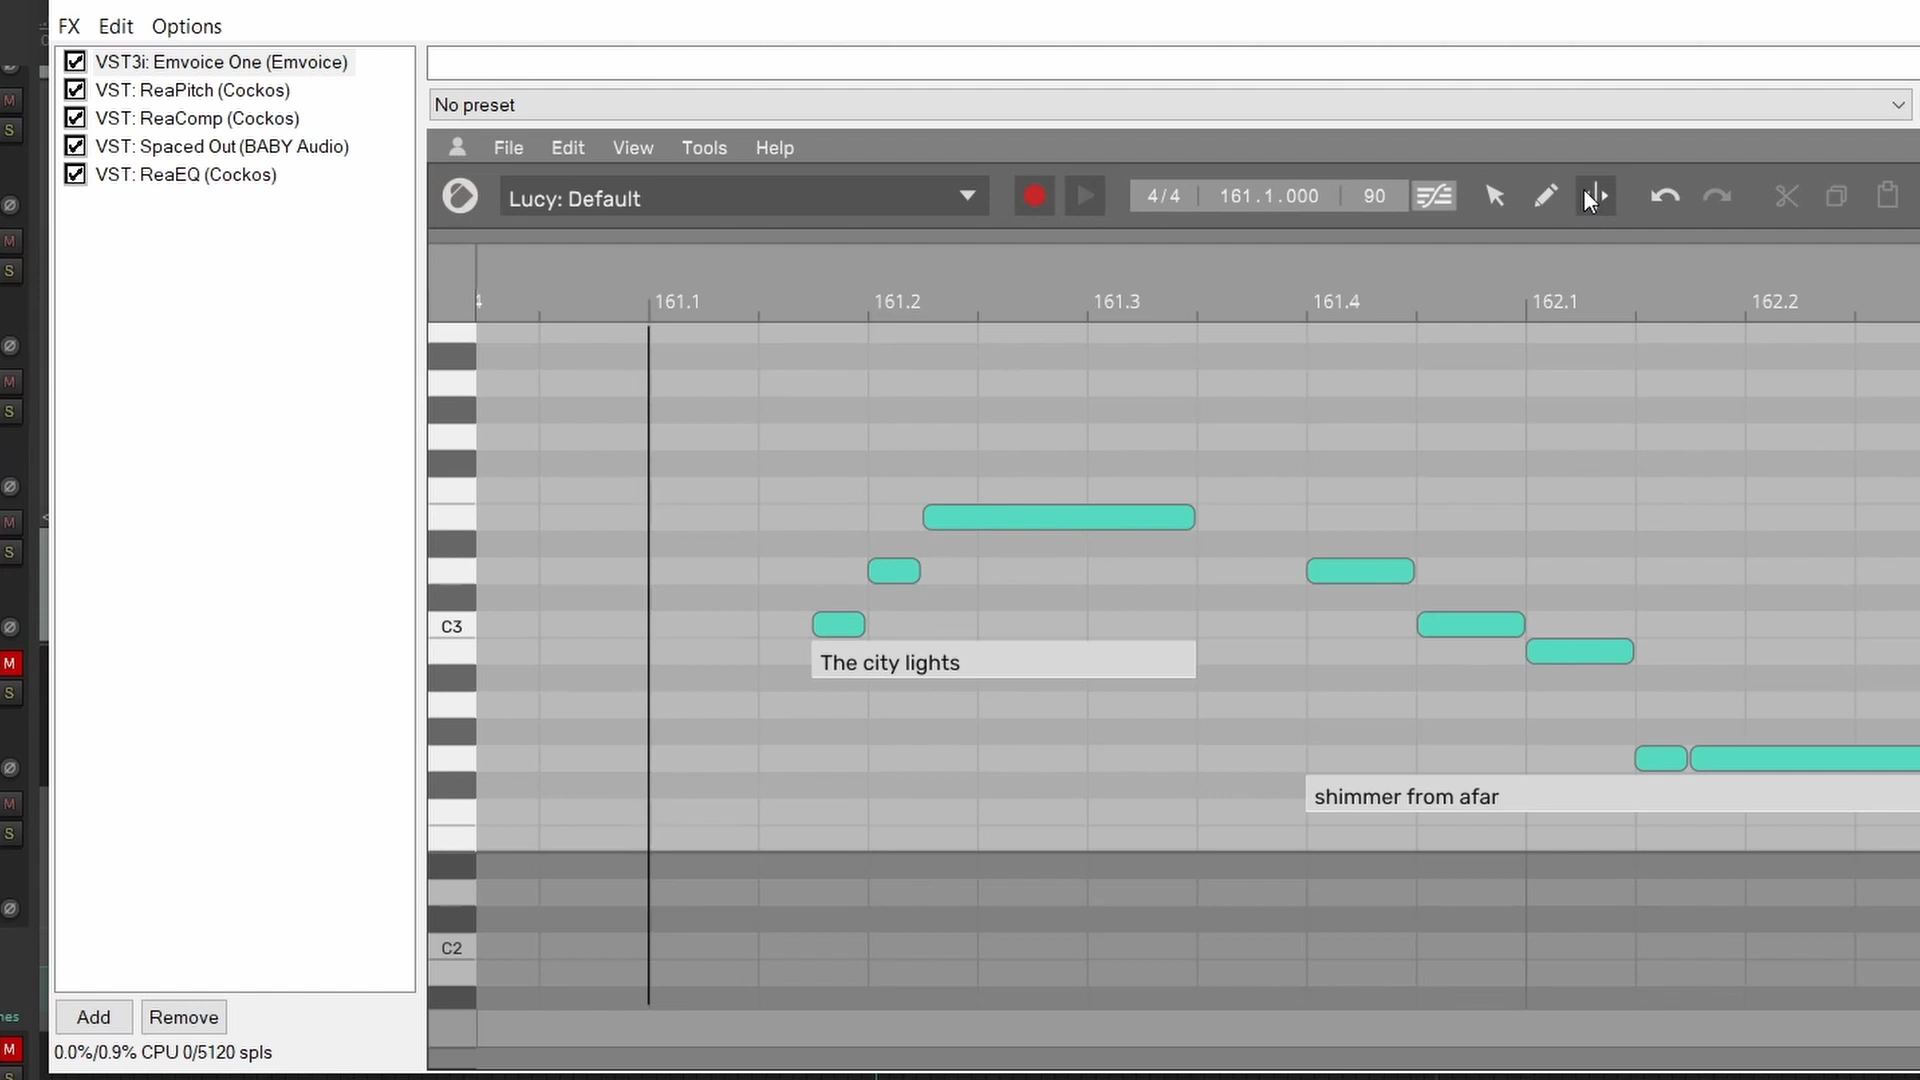 FX Edit Options
VST3i: Emvoice One (Emvoice)
VST: ReaPitch (Cockos)
VST: ReaComp (Cockos)
VST: Spaced Out (BABY Audio)
VST: ReaEQ (Cockos)
Add Remove
0.0%/0.9% CPU 0/5120 spls
No preset
File Edit View Tools Help
Lucy: Default
4/4 161.1.000 90
4 161.1 161.2 161.3 161.4 162.1 162.2
C3
The city lights
shimmer from afar
C2
M
S
M
S
M
S
M
S
M
S
M
S
nes
M
S